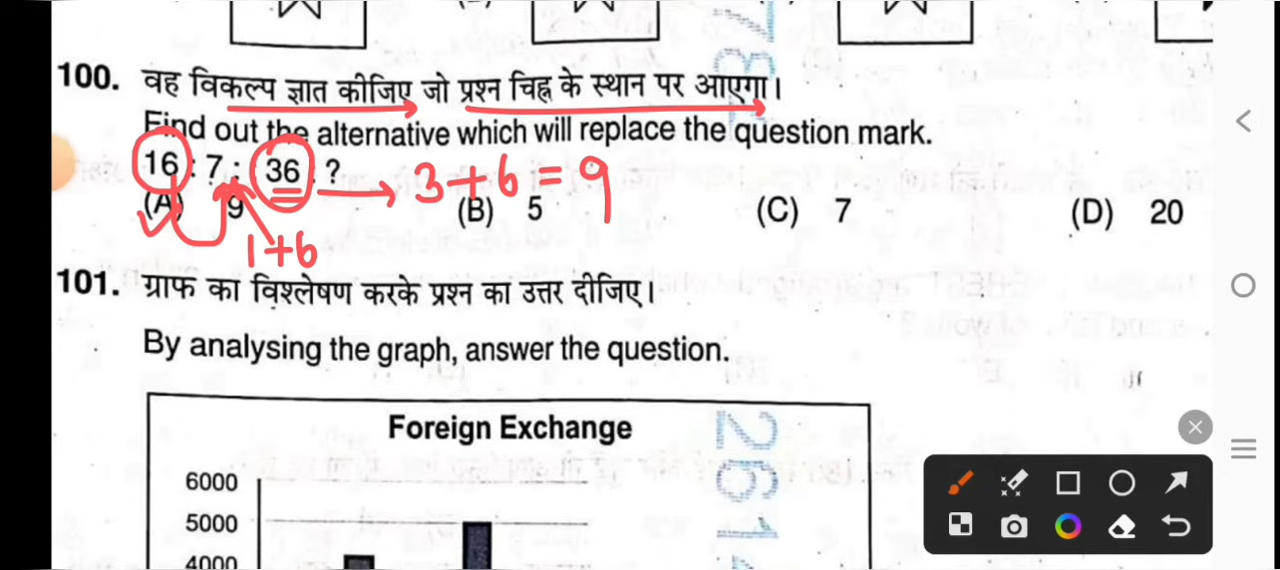 100. वह विकल्प ज्ञात कीजिए जो प्रश्न चिह्न के स्थान पर आएगा।
Find out the alternative which will replace the question mark.
16 : 7 : 36 : ? 3+6=9
(A) 9 (B) 5 (C) 7 (D) 20
1+6
101. ग्राफ का विश्लेषण करके प्रश्न का उत्तर दीजिए।
By analysing the graph, answer the question.
Foreign Exchange
6000
5000
4000